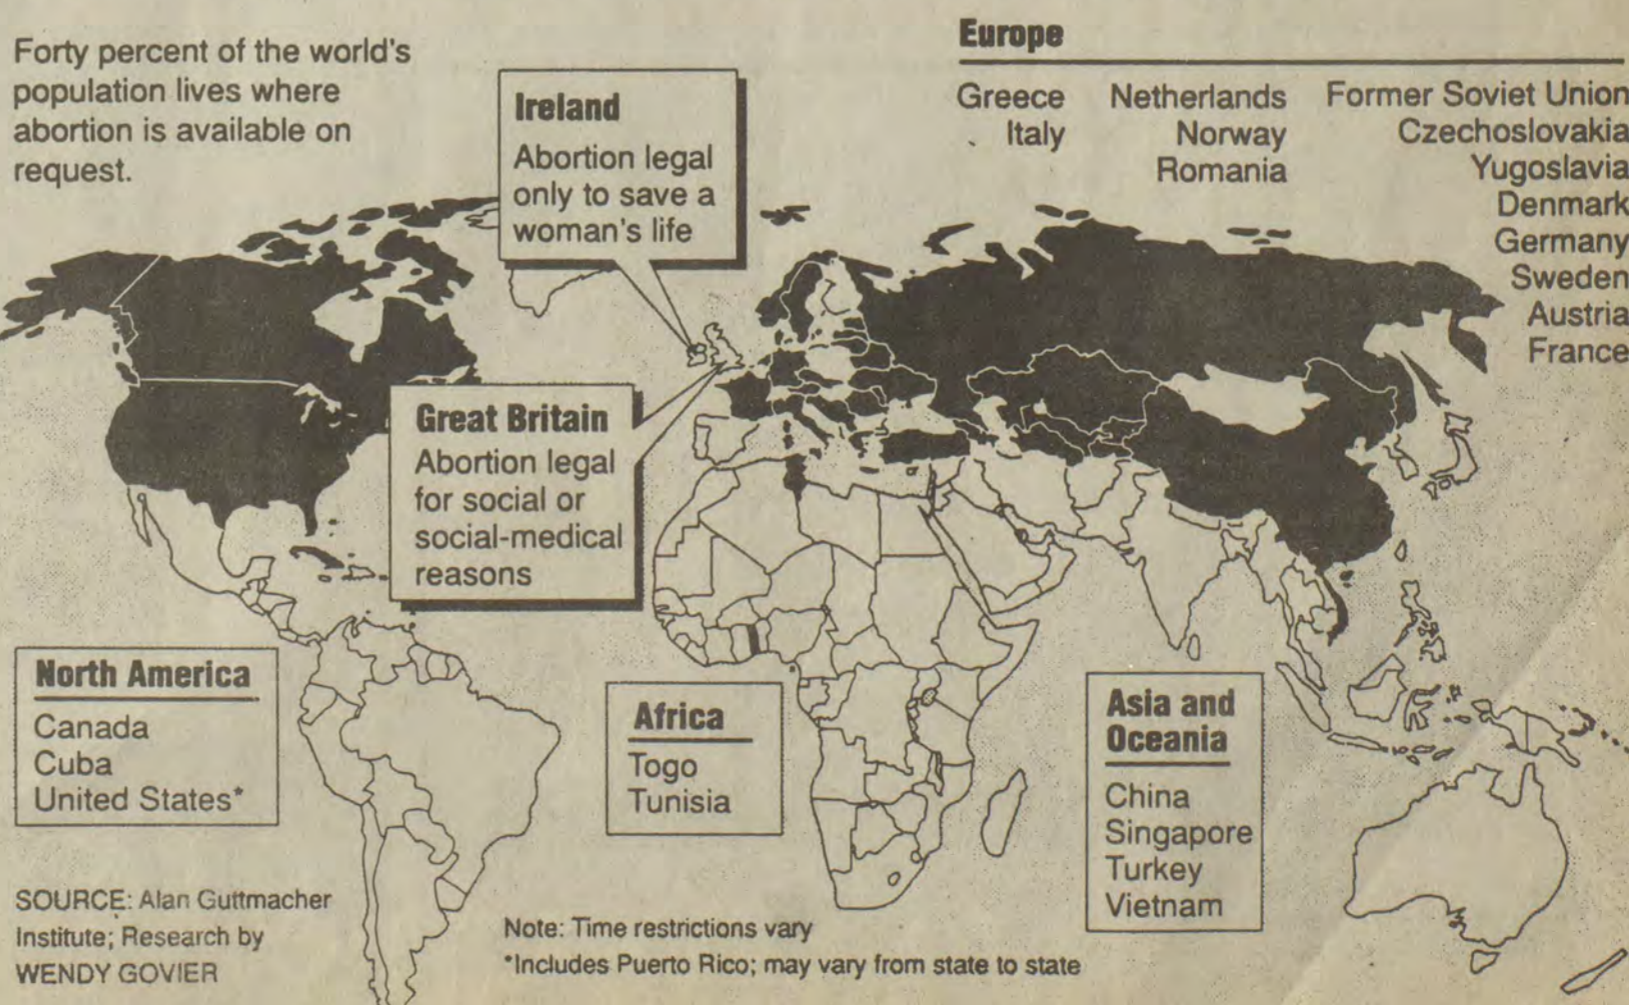 Forty percent of the world's
population lives where
abortion is available on
request.
Ireland
Abortion legal
only to save a
woman's life
Europe
Greece
Italy
Netherlands
Norway
Romania
Former Soviet Union
Czechoslovakia
Yugoslavia
Denmark
Germany
Sweden
Austria
France
Great Britain
Abortion legal
for social or
social-medical
reasons
North America
Canada
Cuba
United States*
Africa
Togo
Tunisia
Asia and
Oceania
China
Singapore
Turkey
Vietnam
SOURCE: Alan Guttmacher
Institute; Research by
WENDY GOVIER
Note: Time restrictions vary
*Includes Puerto Rico; may vary from state to state